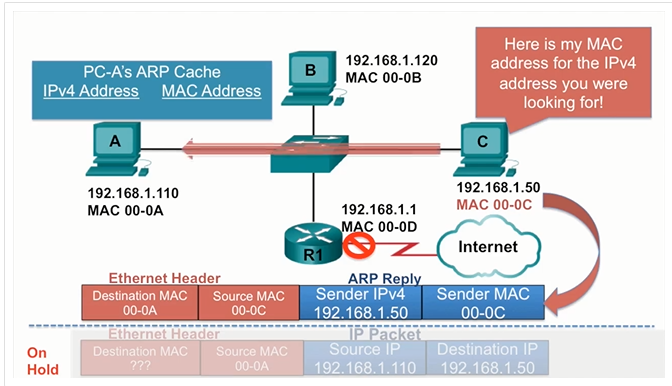 PC-A's ARP Cache
IPv4 Address MAC Address
B
192.168.1.120
MAC 00-0B
Here is my MAC
address for the IPv4
address you were
looking for!
A
C
192.168.1.110
MAC 00-0A
192.168.1.50
MAC 00-0C
192.168.1.1
MAC 00-0D
R1
Internet
Ethernet Header ARP Reply
Destination MAC Source MAC Sender IPv4 Sender MAC
00-0A 00-0C 192.168.1.50 00-0C
Ethernet Header IP Packet
On
Hold
Destination MAC Source MAC Source IP Destination IP
??? 00-0A 192.168.1.110 192.168.1.50